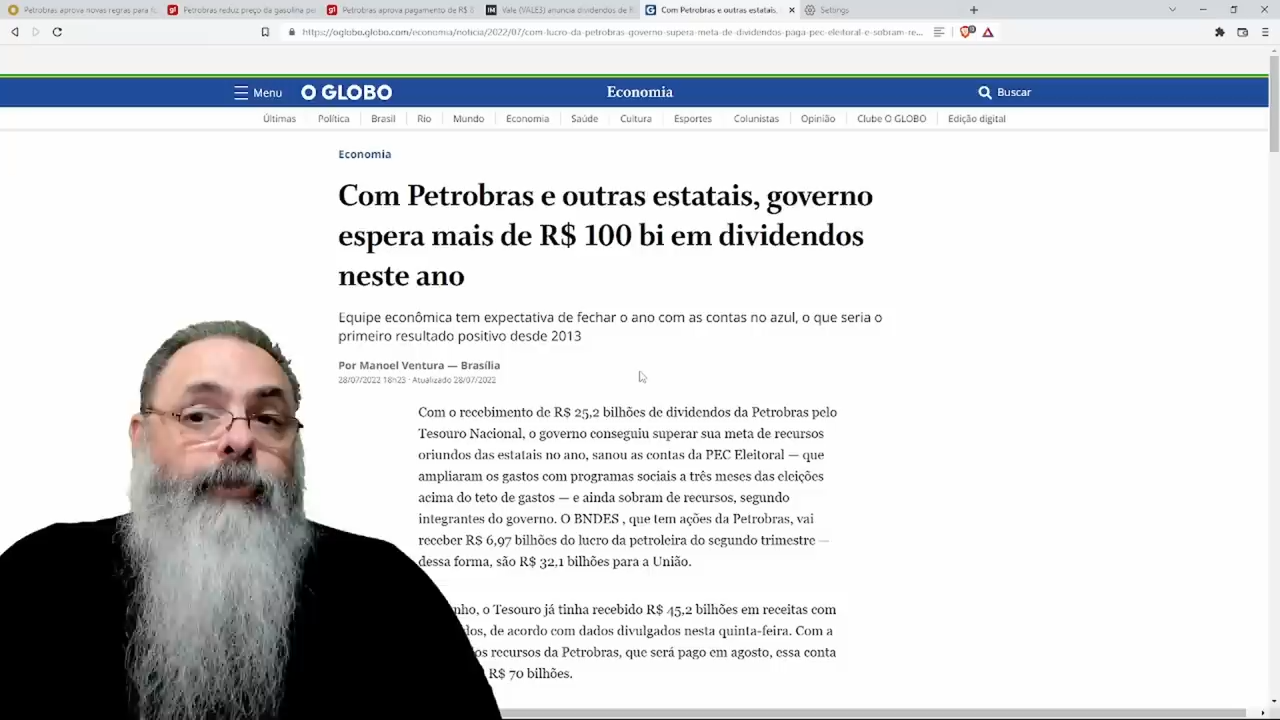 Petrobras aprova novas regras para
Petrobras reduz preço da gasolina
Petrobras aprova pagamento de R$
Vale (VALE3) anuncia dividendos de
Com Petrobras e outras estatais,
Settings
https://oglobo.globo.com/economia/noticia/2022/07/com-lucro-da-petrobras-governo-supera-meta-de-dividendos-paga-pec-eleitoral-e-sobram-re...
Menu
O GLOBO
Economia
Buscar
Últimas
Política
Brasil
Rio
Mundo
Economia
Saúde
Cultura
Esportes
Colunistas
Opinião
Clube O GLOBO
Edição digital
Economia
Com Petrobras e outras estatais, governo
espera mais de R$ 100 bi em dividendos
neste ano
Equipe econômica tem expectativa de fechar o ano com as contas no azul, o que seria o
primeiro resultado positivo desde 2013
Por Manoel Ventura — Brasília
28/07/2022 18h23 · Atualizado 28/07/2022
Com o recebimento de R$ 25,2 bilhões de dividendos da Petrobras pelo
Tesouro Nacional, o governo conseguiu superar sua meta de recursos
oriundos das estatais no ano, sanou as contas da PEC Eleitoral — que
ampliaram os gastos com programas sociais a três meses das eleições
acima do teto de gastos — e ainda sobram de recursos, segundo
integrantes do governo. O BNDES , que tem ações da Petrobras, vai
receber R$ 6,97 bilhões do lucro da petroleira do segundo trimestre —
dessa forma, são R$ 32,1 bilhões para a União.
nho, o Tesouro já tinha recebido R$ 45,2 bilhões em receitas com
los, de acordo com dados divulgados nesta quinta-feira. Com a
os recursos da Petrobras, que será pago em agosto, essa conta
R$ 70 bilhões.